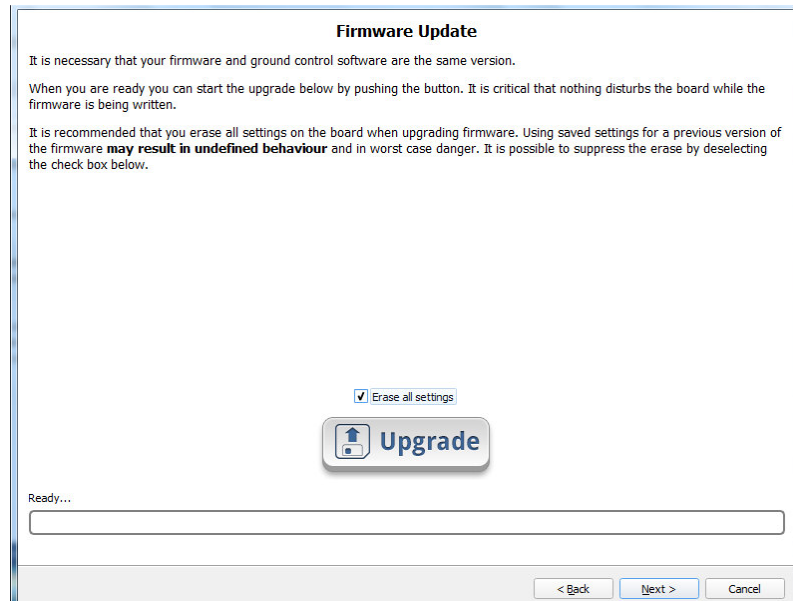 Firmware Update
It is necessary that your firmware and ground control software are the same version.
When you are ready you can start the upgrade below by pushing the button. It is critical that nothing disturbs the board while the
firmware is being written.
It is recommended that you erase all settings on the board when upgrading firmware. Using saved settings for a previous version of
the firmware may result in undefined behaviour and in worst case danger. It is possible to suppress the erase by deselecting
the check box below.
Erase all settings
Upgrade
Ready...
< Back Next > Cancel